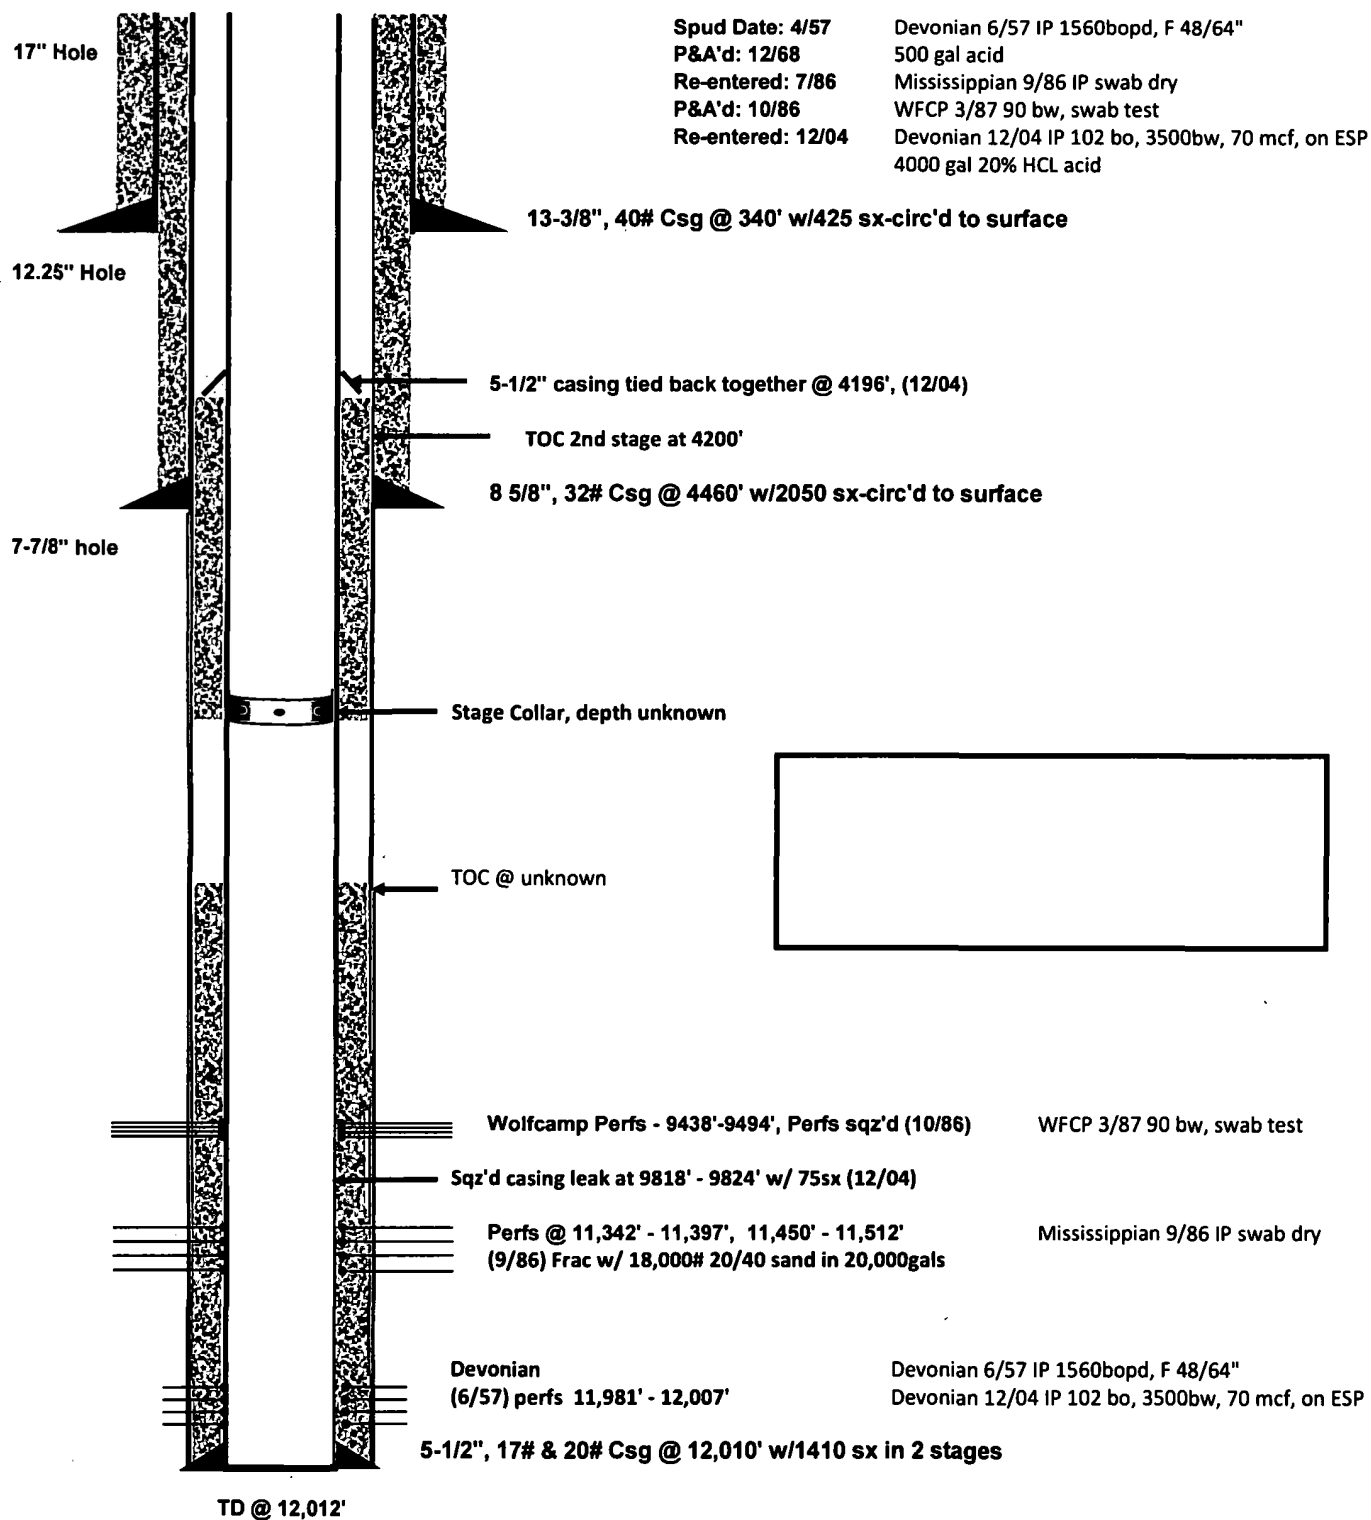 17" Hole
Spud Date: 4/57 Devonian 6/57 IP 1560bopd, F 48/64"
P&A'd: 12/68 500 gal acid
Re-entered: 7/86 Mississippian 9/86 IP swab dry
P&A'd: 10/86 WFCP 3/87 90 bw, swab test
Re-entered: 12/04 Devonian 12/04 IP 102 bo, 3500bw, 70 mcf, on ESP
4000 gal 20% HCL acid
13-3/8", 40# Csg @ 340' w/425 sx-circ'd to surface
12.25" Hole
5-1/2" casing tied back together @ 4196', (12/04)
TOC 2nd stage at 4200'
8 5/8", 32# Csg @ 4460' w/2050 sx-circ'd to surface
7-7/8" hole
Stage Collar, depth unknown
TOC @ unknown
Wolfcamp Perfs - 9438'-9494', Perfs sqz'd (10/86) WFCP 3/87 90 bw, swab test
Sqz'd casing leak at 9818' - 9824' w/ 75sx (12/04)
Perfs @ 11,342' - 11,397', 11,450' - 11,512' Mississippian 9/86 IP swab dry
(9/86) Frac w/ 18,000# 20/40 sand in 20,000gals
Devonian Devonian 6/57 IP 1560bopd, F 48/64"
(6/57) perfs 11,981' - 12,007' Devonian 12/04 IP 102 bo, 3500bw, 70 mcf, on ESP
5-1/2", 17# & 20# Csg @ 12,010' w/1410 sx in 2 stages
TD @ 12,012'